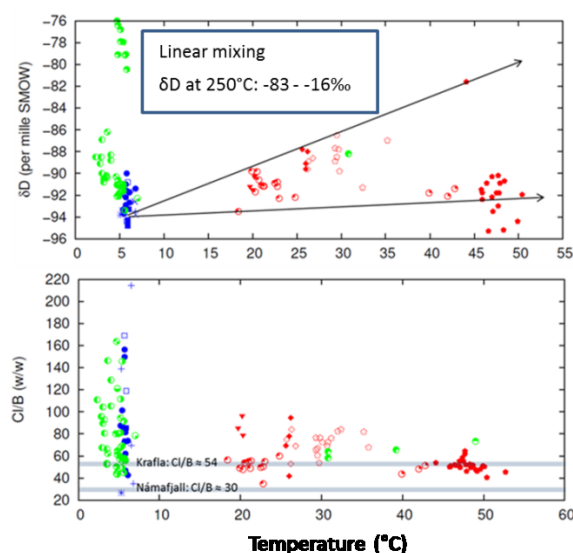 −76
−78
−80
−82
−84
−86
−88
−90
−92
−94
−96
δD (per mille SMOW)
Linear mixing
δD at 250°C: -83 - -16‰
0 5 10 15 20 25 30 35 40 45 50 55
220
200
180
160
140
120
100
80
60
40
20
Cl/B (w/w)
Krafla: Cl/B ≈ 54
Námafjall: Cl/B ≈ 30
0 10 20 30 40 50 60
Temperature (°C)